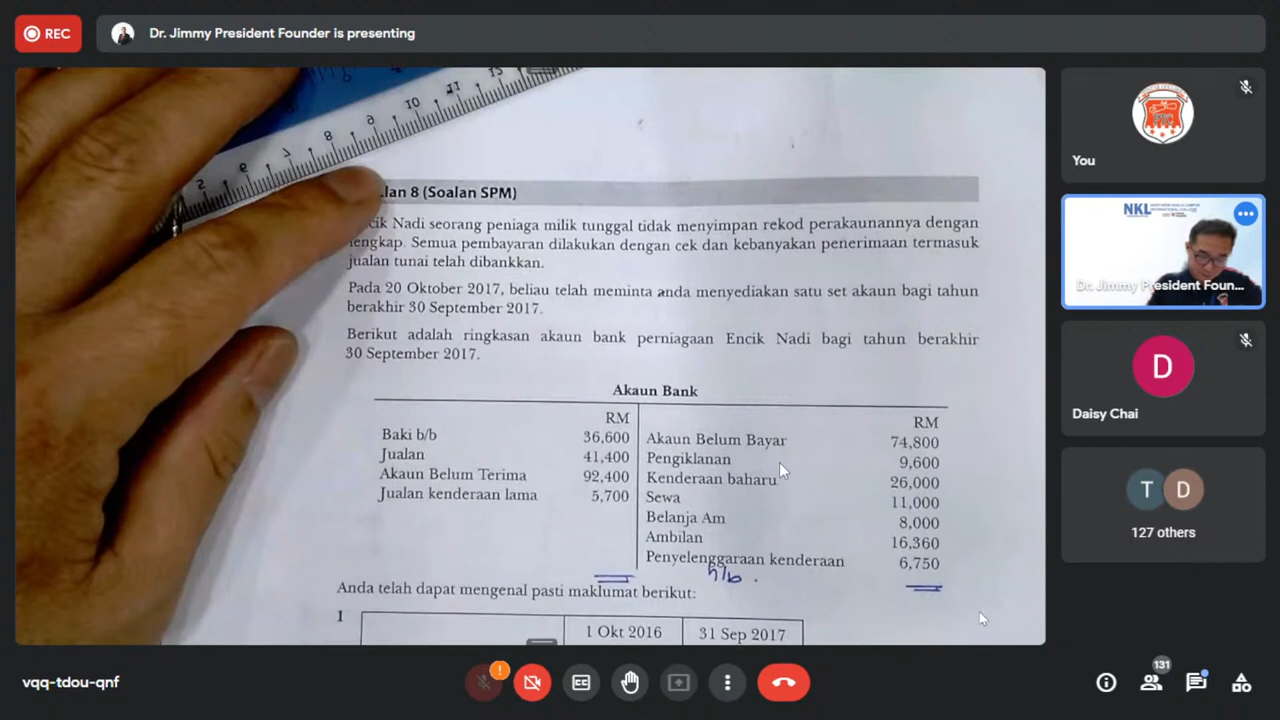 REC
Dr. Jimmy President Founder is presenting
lan 8 (Soalan SPM)
cik Nadi seorang peniaga milik tunggal tidak menyimpan rekod perakaunannya dengan
lengkap. Semua pembayaran dilakukan dengan cek dan kebanyakan penerimaan termasuk
jualan tunai telah dibankkan.
Pada 20 Oktober 2017, beliau telah meminta anda menyediakan satu set akaun bagi tahun
berakhir 30 September 2017.
Berikut adalah ringkasan akaun bank perniagaan Encik Nadi bagi tahun berakhir
30 September 2017.
Akaun Bank
RM RM
Baki b/b 36,600 Akaun Belum Bayar 74,800
Jualan 41,400 Pengiklanan 9,600
Akaun Belum Terima 92,400 Kenderaan baharu 26,000
Jualan kenderaan lama 5,700 Sewa 11,000
Belanja Am 8,000
Ambilan 16,360
Penyelenggaraan kenderaan 6,750
h/b
Anda telah dapat mengenal pasti maklumat berikut:
1
1 Okt 2016 31 Sep 2017
You
NKL
Dr. Jimmy President Foun...
D
Daisy Chai
T D
127 others
vqq-tdou-qnf
131